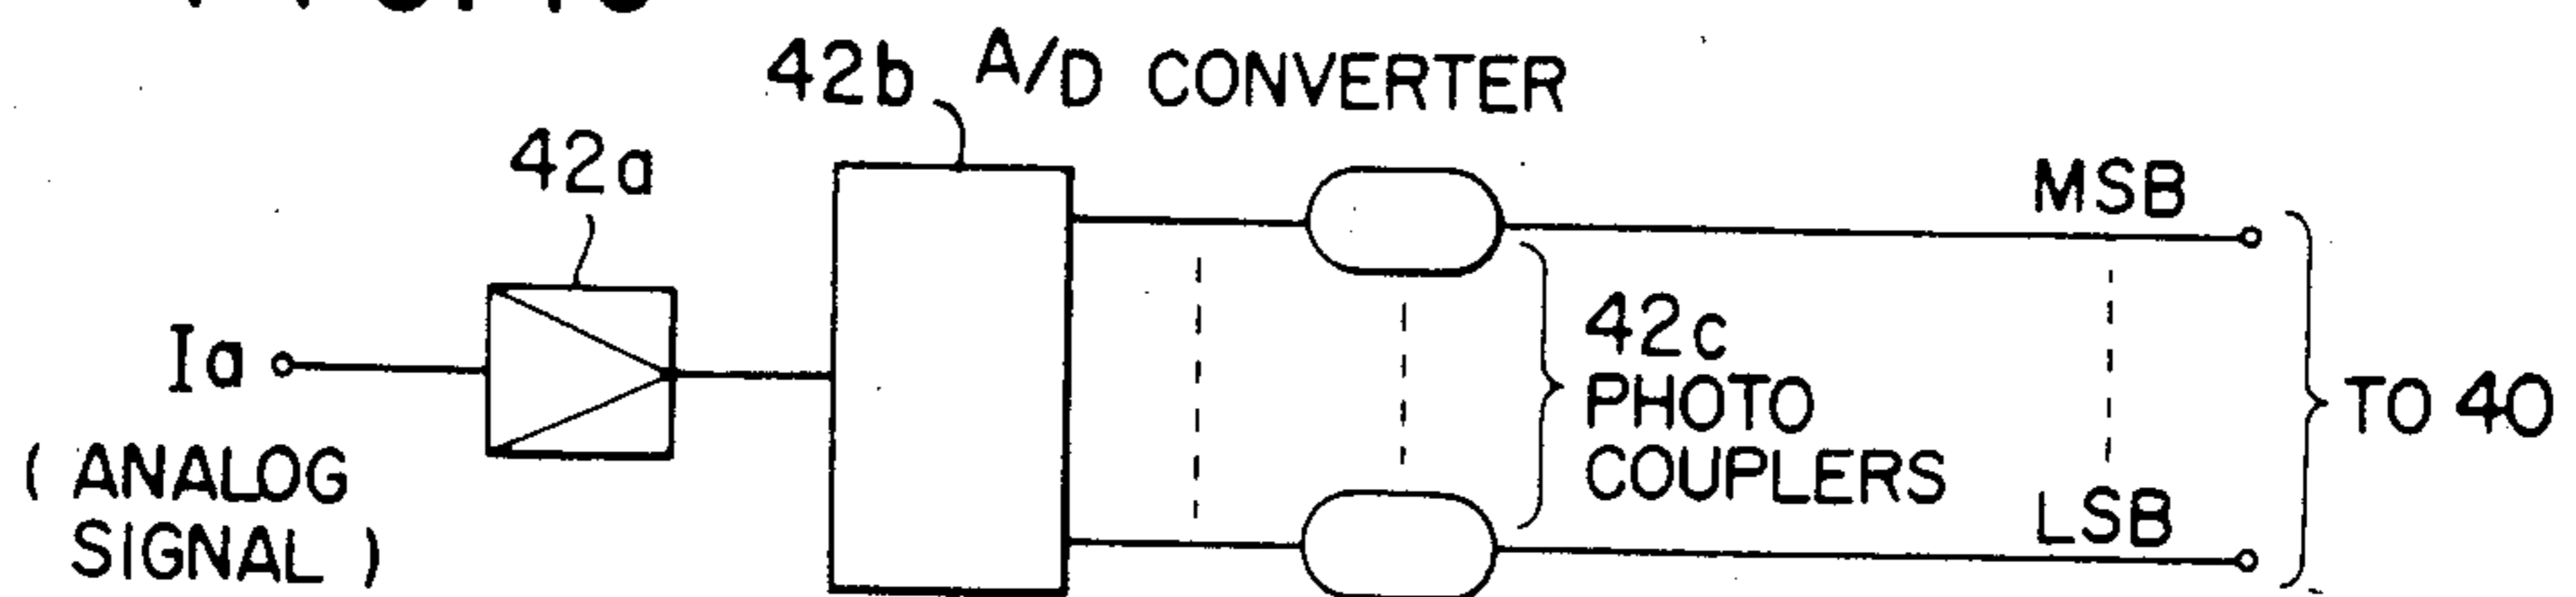 42b A/D CONVERTER
42a
MSB
Ia
(ANALOG
SIGNAL)
42c
PHOTO
COUPLERS
TO 40
LSB